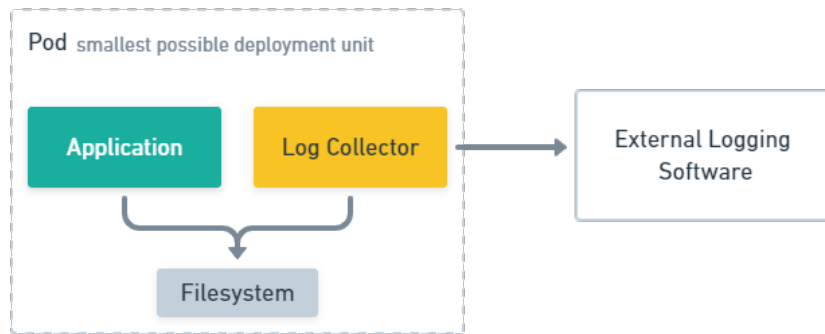 Pod smallest possible deployment unit
Application
Log Collector
External Logging
Software
Filesystem